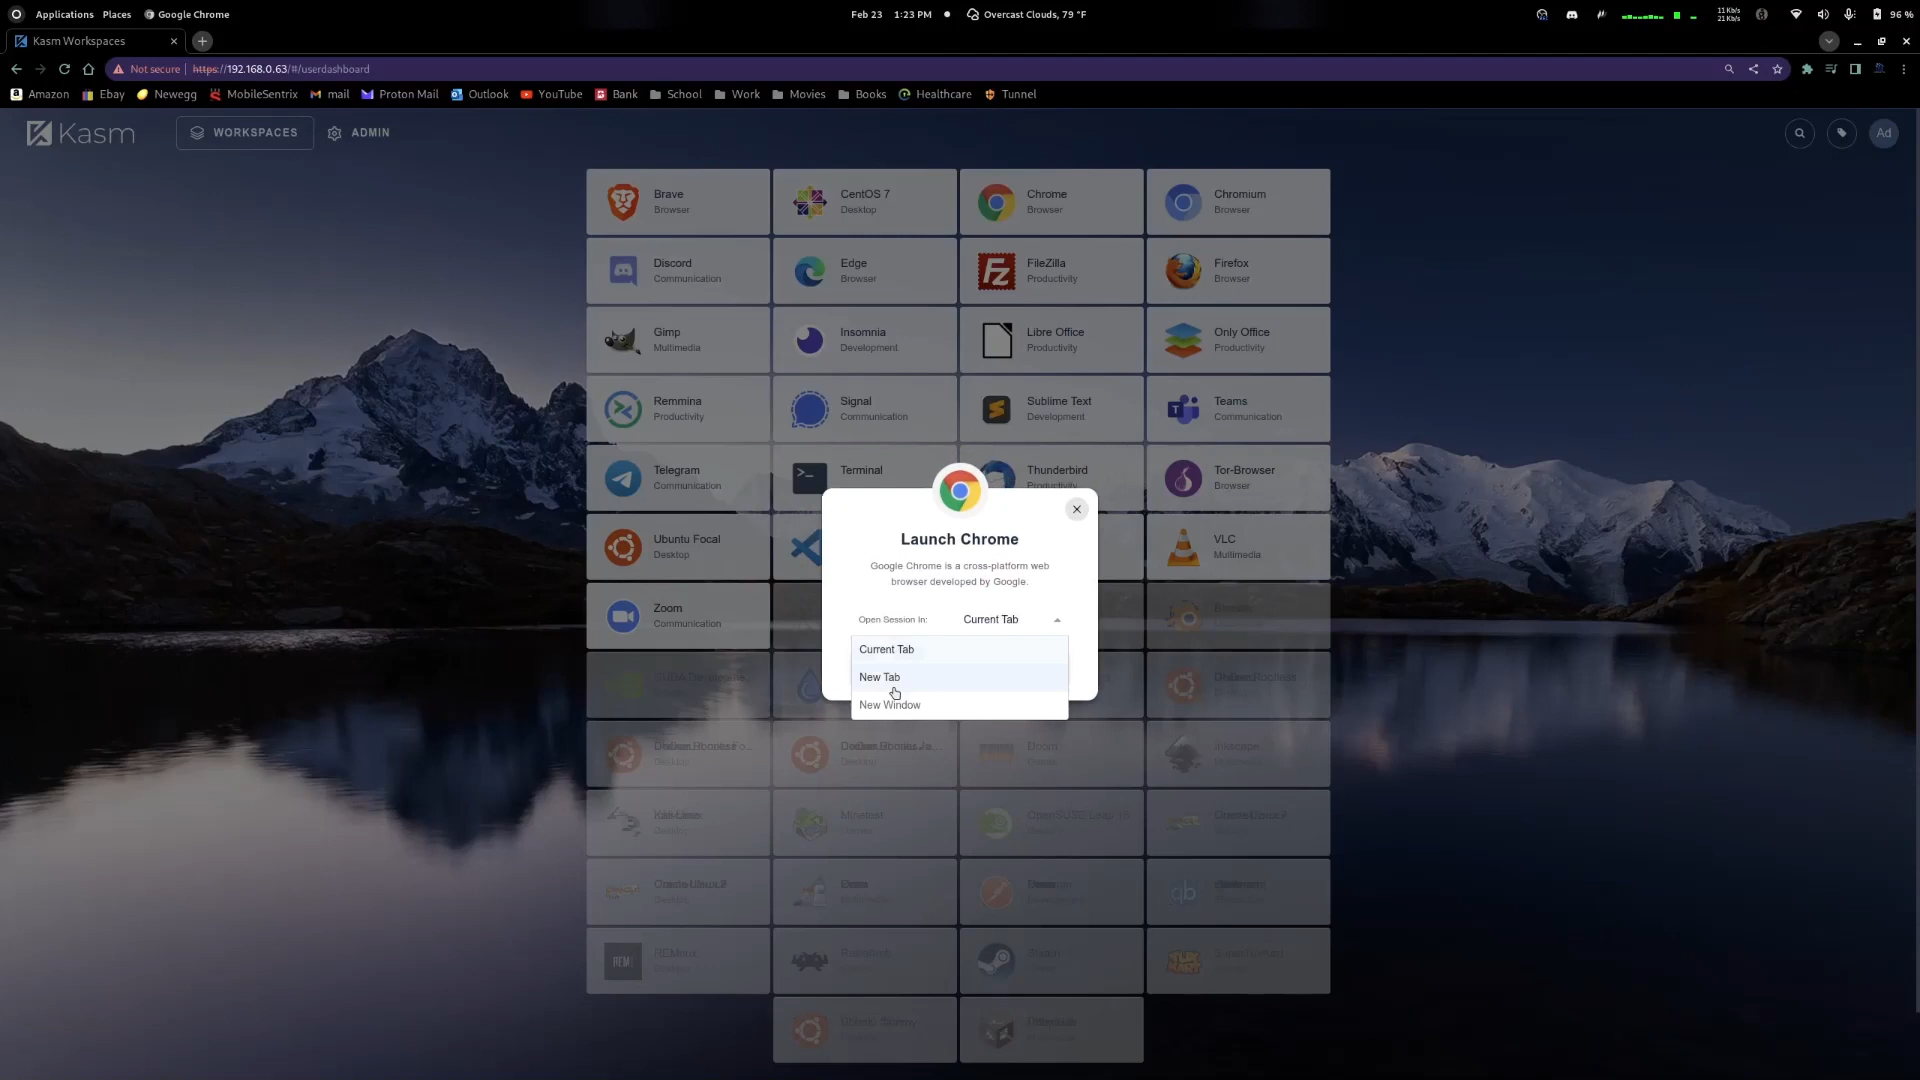 Applications Places Google Chrome Feb 23 1:23 PM Overcast Clouds, 79 °F 11 Kb/s 21 Kb/s 96 %
Kasm Workspaces
Not secure https://192.168.0.63/#/userdashboard
Amazon Ebay Newegg MobileSentrix mail Proton Mail Outlook YouTube Bank School Work Movies Books Healthcare Tunnel
Kasm WORKSPACES ADMIN Ad
Brave CentOS 7 Chrome Chromium
Browser Desktop Browser Browser
Discord Edge FileZilla Firefox
Communication Browser Productivity Browser
Gimp Insomnia Libre Office Only Office
Multimedia Development Productivity Productivity
Remmina Signal Sublime Text Teams
Productivity Communication Development Communication
Telegram Terminal Thunderbird Tor-Browser
Communication Productivity Browser
Ubuntu Focal VLC
Desktop Multimedia
Zoom
Communication
Launch Chrome
Google Chrome is a cross-platform web
browser developed by Google.
Open Session In: Current Tab
Current Tab
New Tab
New Window
Doom